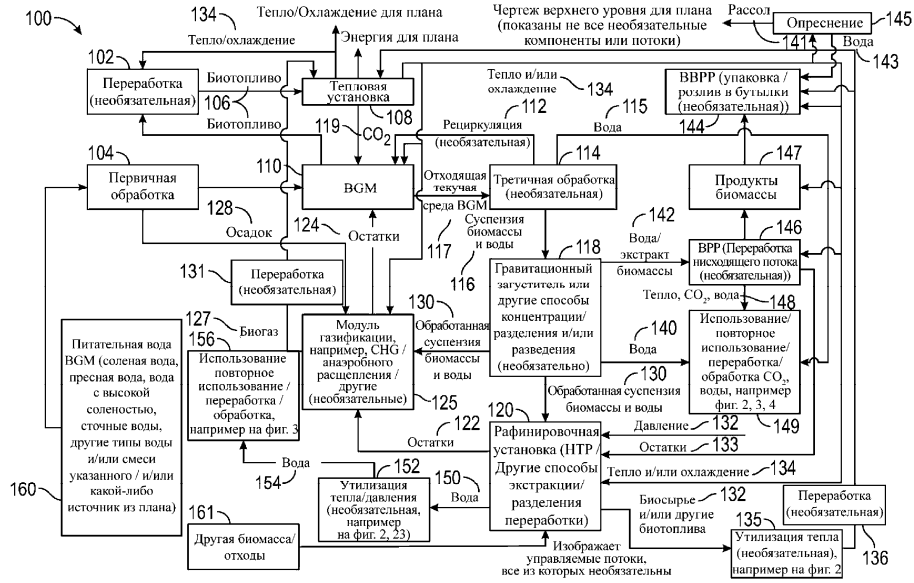 100
134
Тепло/Охлаждение для плана
Тепло/охлаждение
Энергия для плана
Чертеж верхнего уровня для плана
(показаны не все необязательные
компоненты или потоки)
Рассол
141
Опреснение
145
Вода
143
102
Переработка
(необязательная)
Биотопливо
106
Биотопливо
Тепловая
установка
108
119
CO2
Тепло и/или
охлаждение
134
112
Рециркуляция
(необязательная)
115
Вода
ВВРР (упаковка /
розлив в бутылки
(необязательная))
144
104
Первичная
обработка
110
BGM
Отходящая
текучая
среда BGM
117
114
Третичная обработка
(необязательная)
147
Продукты
биомассы
128
Осадок
124
Остатки
Суспензия
биомассы
и воды
116
118
Гравитационный
загуститель или
другие способы
концентрации/
разделения и/или
разведения
(необязательно)
142
Вода/
экстракт
биомассы
146
ВРР (Переработка
нисходящего потока
(необязательная))
Тепло, CO2, вода
148
131
Переработка
(необязательная)
127
Биогаз
130
Обработанная
суспензия
биомассы
и воды
Модуль
газификации,
например, CHG /
анаэробного
расщепления /
другие
(необязательные)
125
140
Вода
130
Обработанная суспензия
биомассы и воды
Использование/
повторное
использование/
переработка/
обработка CO2,
воды, например
фиг. 2, 3, 4
149
Питательная вода
BGM (соленая вода,
пресная вода, вода
с высокой
соленостью,
сточные воды,
другие типы воды
и/или смеси
указанного / и/или
какой-либо
источник из плана)
160
156
Использование
повторное
использование /
переработка /
обработка,
например на фиг. 3
Вода
154
122
Остатки
120
Рафинировочная
установка (НТР /
Другие способы
экстракции/
разделения
переработки)
Давление
132
Остатки
133
Тепло и/или охлаждение
134
152
Утилизация
тепла/давления
(необязательная,
например
на фиг. 2, 23)
150
Вода
161
Другая биомасса/
отходы
Изображает
управляемые потоки,
все из которых необязательны
Биосырье
и/или другие
биотоплива
132
135
Утилизация тепла
(необязательная),
например на фиг. 2
Переработка
(необязательная)
136